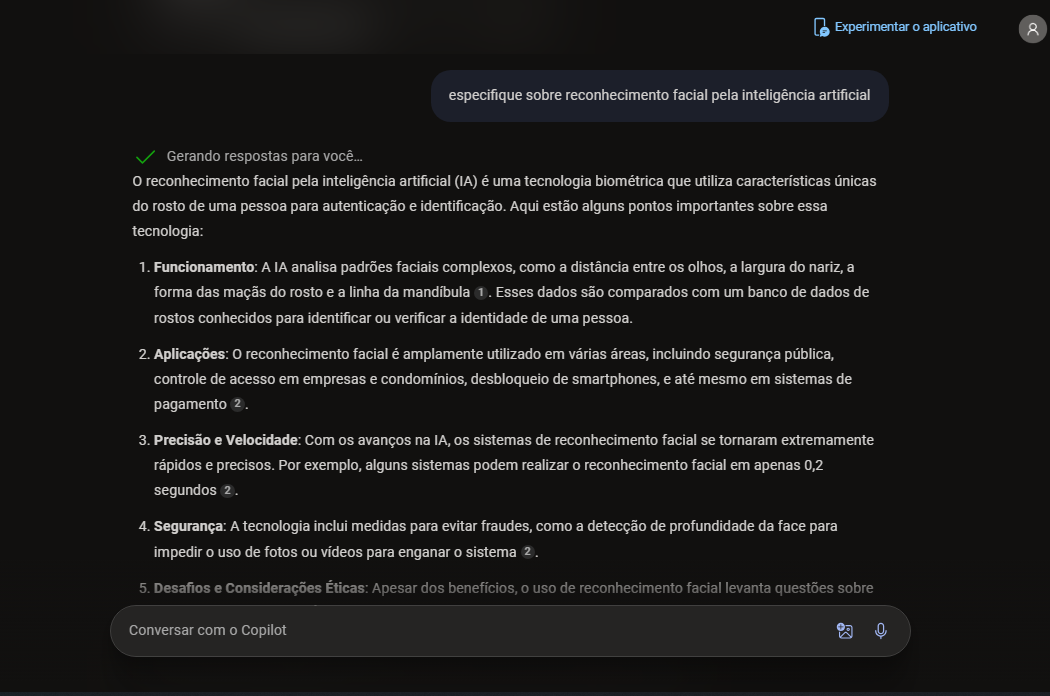 Experimentar o aplicativo
especifique sobre reconhecimento facial pela inteligência artificial
Gerando respostas para você…
O reconhecimento facial pela inteligência artificial (IA) é uma tecnologia biométrica que utiliza características únicas
do rosto de uma pessoa para autenticação e identificação. Aqui estão alguns pontos importantes sobre essa
tecnologia:
1. Funcionamento: A IA analisa padrões faciais complexos, como a distância entre os olhos, a largura do nariz, a
forma das maçãs do rosto e a linha da mandíbula 1. Esses dados são comparados com um banco de dados de
rostos conhecidos para identificar ou verificar a identidade de uma pessoa.
2. Aplicações: O reconhecimento facial é amplamente utilizado em várias áreas, incluindo segurança pública,
controle de acesso em empresas e condomínios, desbloqueio de smartphones, e até mesmo em sistemas de
pagamento 2.
3. Precisão e Velocidade: Com os avanços na IA, os sistemas de reconhecimento facial se tornaram extremamente
rápidos e precisos. Por exemplo, alguns sistemas podem realizar o reconhecimento facial em apenas 0,2
segundos 2.
4. Segurança: A tecnologia inclui medidas para evitar fraudes, como a detecção de profundidade da face para
impedir o uso de fotos ou vídeos para enganar o sistema 2.
5. Desafios e Considerações Éticas: Apesar dos benefícios, o uso de reconhecimento facial levanta questões sobre
Conversar com o Copilot